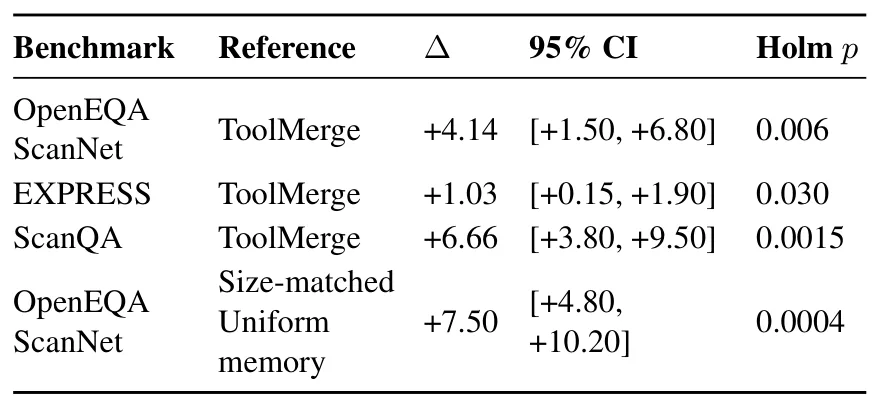 Benchmark Reference Δ 95% CI Holm p
OpenEQA ScanNet ToolMerge +4.14 [+1.50, +6.80] 0.006
EXPRESS ToolMerge +1.03 [+0.15, +1.90] 0.030
ScanQA ToolMerge +6.66 [+3.80, +9.50] 0.0015
OpenEQA ScanNet Size-matched Uniform memory +7.50 [+4.80, +10.20] 0.0004